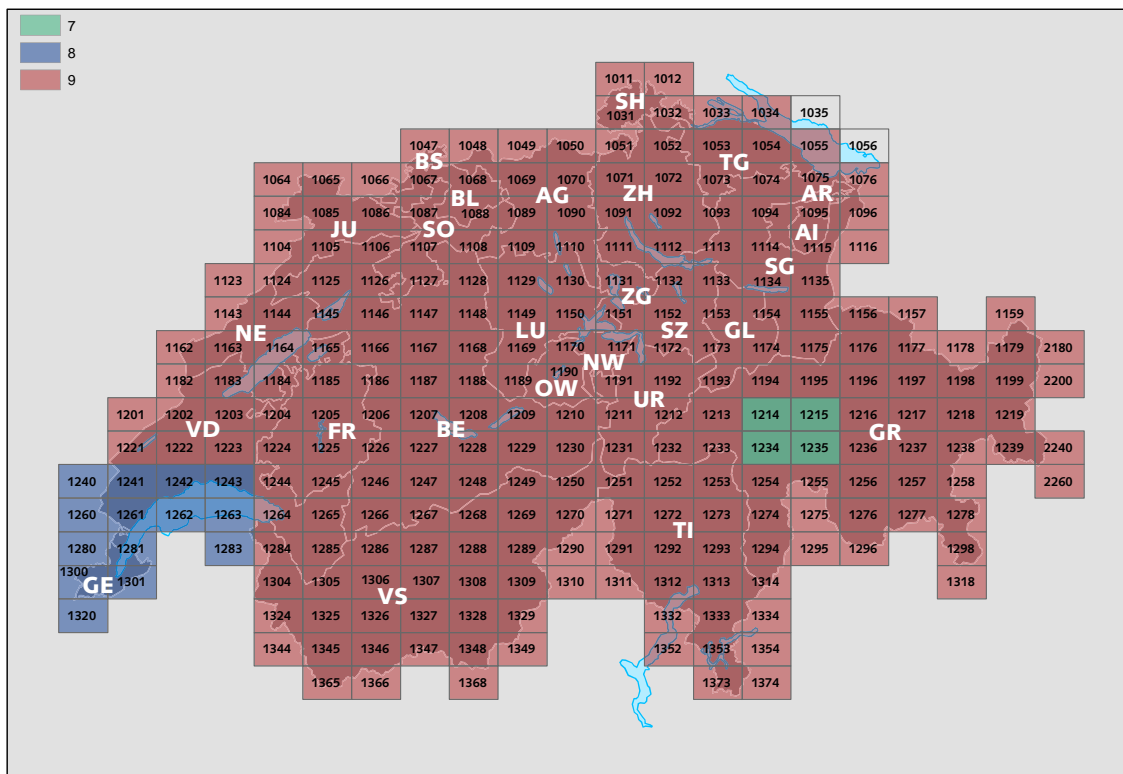 7
8
9
1011 1012
SH
1031 1032 1033 1034 1035
1047 1048 1049 1050 1051 1052 1053 1054 1055 1056
BS TG
1064 1065 1066 1067 1068 1069 1070 1071 1072 1073 1074 1075 1076
BL AG ZH AR
1084 1085 1086 1087 1088 1089 1090 1091 1092 1093 1094 1095 1096
JU SO AI
1104 1105 1106 1107 1108 1109 1110 1111 1112 1113 1114 1115 1116
SG
1123 1124 1125 1126 1127 1128 1129 1130 1131 1132 1133 1134 1135
ZG
1143 1144 1145 1146 1147 1148 1149 1150 1151 1152 1153 1154 1155 1156 1157 1159
NE LU SZ GL
1162 1163 1164 1165 1166 1167 1168 1169 1170 1171 1172 1173 1174 1175 1176 1177 1178 1179 2180
NW
1182 1183 1184 1185 1186 1187 1188 1189 1190 1191 1192 1193 1194 1195 1196 1197 1198 1199 2200
OW UR
1201 1202 1203 1204 1205 1206 1207 1208 1209 1210 1211 1212 1213 1214 1215 1216 1217 1218 1219
VD FR BE GR
1221 1222 1223 1224 1225 1226 1227 1228 1229 1230 1231 1232 1233 1234 1235 1236 1237 1238 1239 2240
1240 1241 1242 1243 1244 1245 1246 1247 1248 1249 1250 1251 1252 1253 1254 1255 1256 1257 1258 2260
1260 1261 1262 1263 1264 1265 1266 1267 1268 1269 1270 1271 1272 1273 1274 1275 1276 1277 1278
TI
1280 1281 1283 1284 1285 1286 1287 1288 1289 1290 1291 1292 1293 1294 1295 1296 1298
1300 1301 1304 1305 1306 1307 1308 1309 1310 1311 1312 1313 1314 1318
GE VS
1320 1324 1325 1326 1327 1328 1329 1332 1333 1334
1344 1345 1346 1347 1348 1349 1352 1353 1354
1365 1366 1368 1373 1374